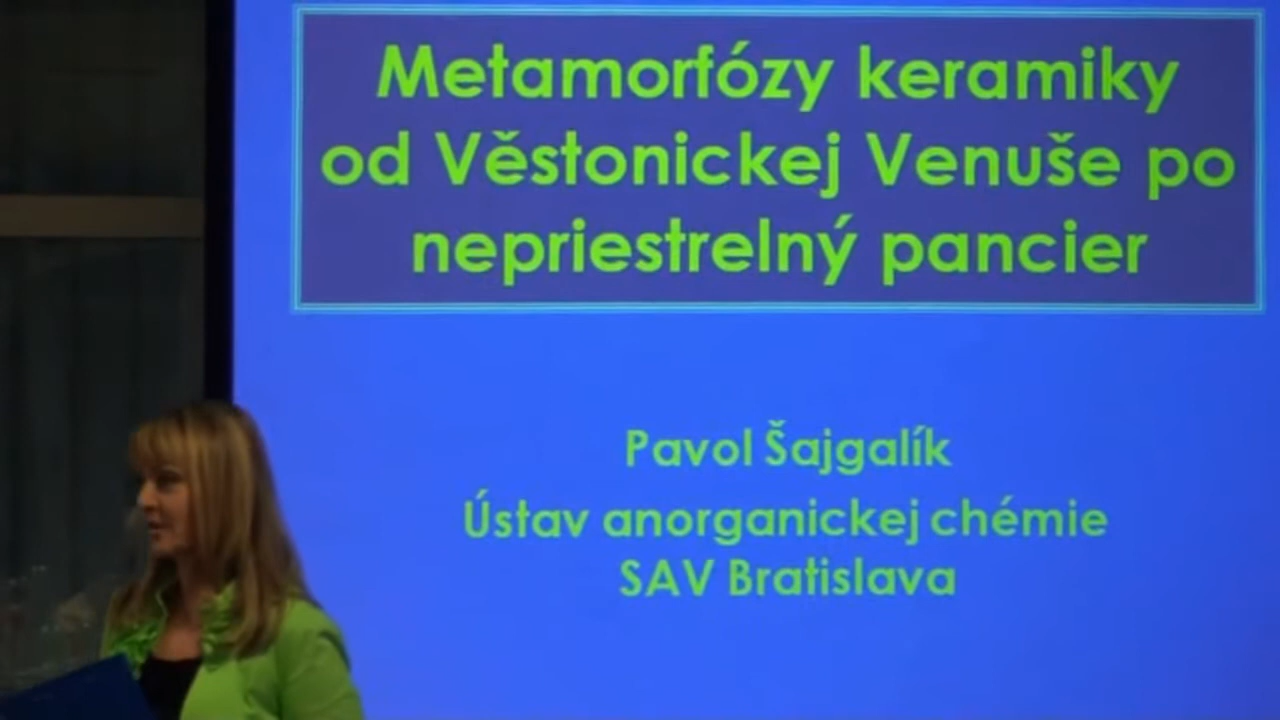 Metamorfózy keramiky
od Věstonickej Venuše po
nepriestrelný pancier
Pavol Šajgalík
Ústav anorganickej chémie
SAV Bratislava